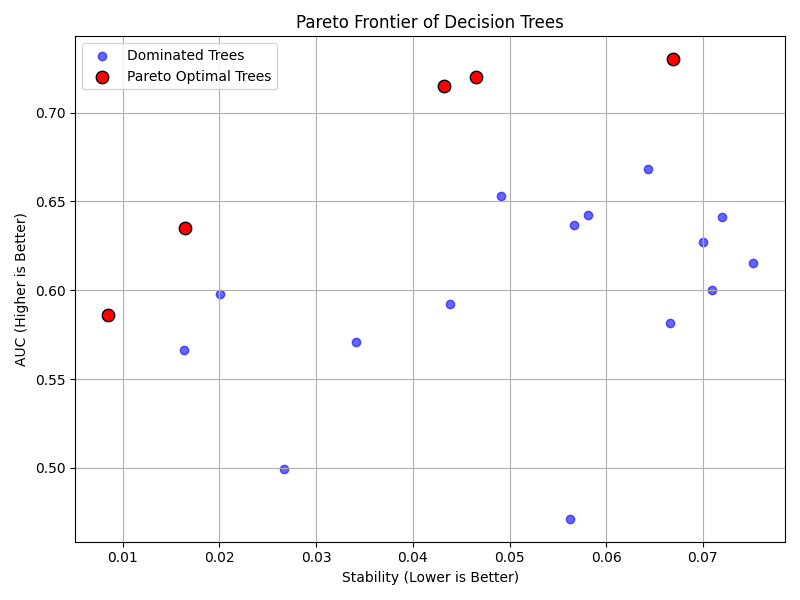 Pareto Frontier of Decision Trees
Dominated Trees
Pareto Optimal Trees
AUC (Higher is Better)
0.70
0.65
0.60
0.55
0.50
0.01 0.02 0.03 0.04 0.05 0.06 0.07
Stability (Lower is Better)